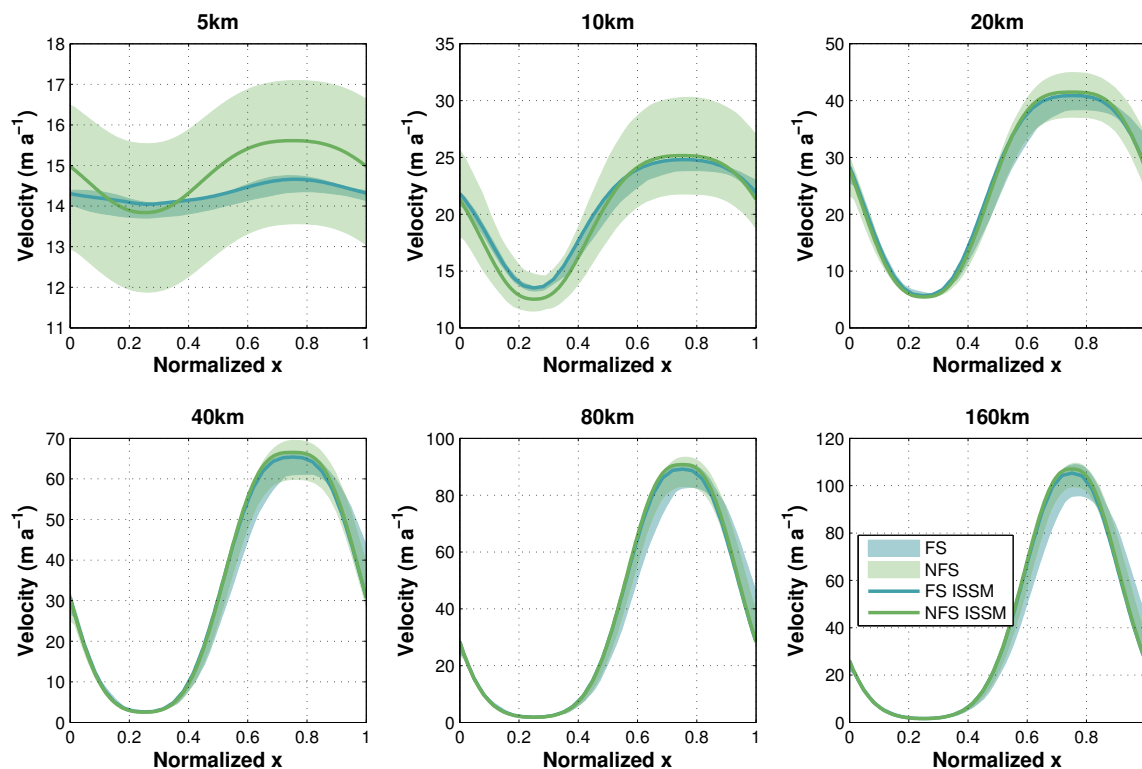 5km
18
17
16
15
14
13
12
11
Velocity (m a⁻¹)
0 0.2 0.4 0.6 0.8 1
Normalized x
10km
35
30
25
20
15
10
Velocity (m a⁻¹)
0 0.2 0.4 0.6 0.8 1
Normalized x
20km
50
40
30
20
10
0
Velocity (m a⁻¹)
0 0.2 0.4 0.6 0.8 1
Normalized x
40km
70
60
50
40
30
20
10
0
Velocity (m a⁻¹)
0 0.2 0.4 0.6 0.8 1
Normalized x
80km
100
80
60
40
20
0
Velocity (m a⁻¹)
0 0.2 0.4 0.6 0.8 1
Normalized x
160km
120
100
80
60
40
20
0
Velocity (m a⁻¹)
FS
NFS
FS ISSM
NFS ISSM
0 0.2 0.4 0.6 0.8 1
Normalized x